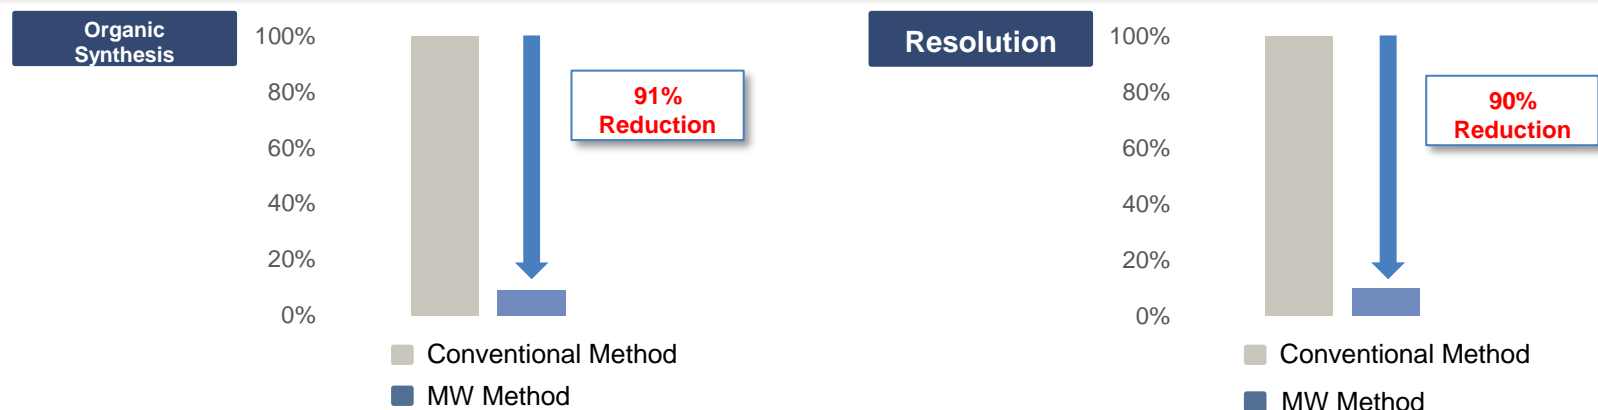 Organic
Synthesis
100%
80%
60%
40%
20%
0%
91%
Reduction
Conventional Method
MW Method
Resolution
100%
80%
60%
40%
20%
0%
90%
Reduction
Conventional Method
MW Method